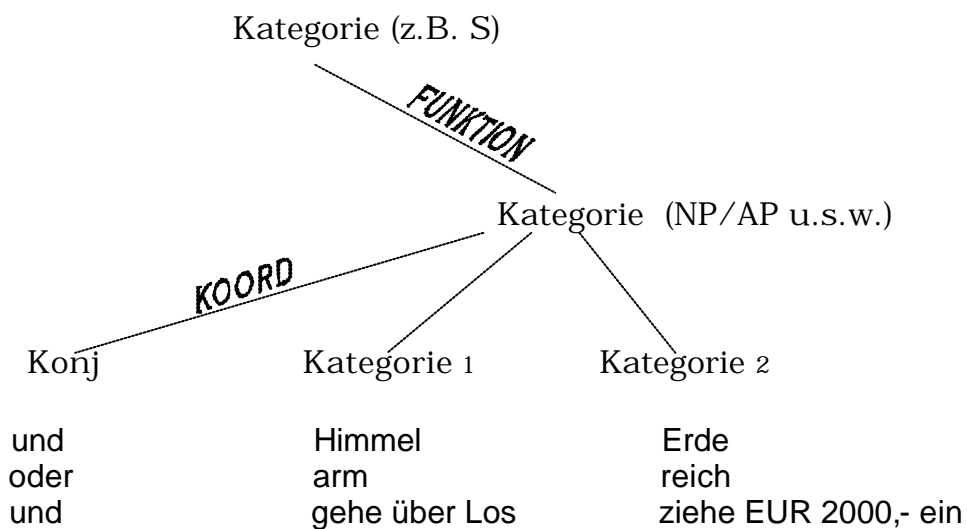 Kategorie (z.B. S)
FUNKTION
Kategorie (NP/AP u.s.w.)
KOORD
Konj Kategorie 1 Kategorie 2
und Himmel Erde
oder arm reich
und gehe über Los ziehe EUR 2000,- ein